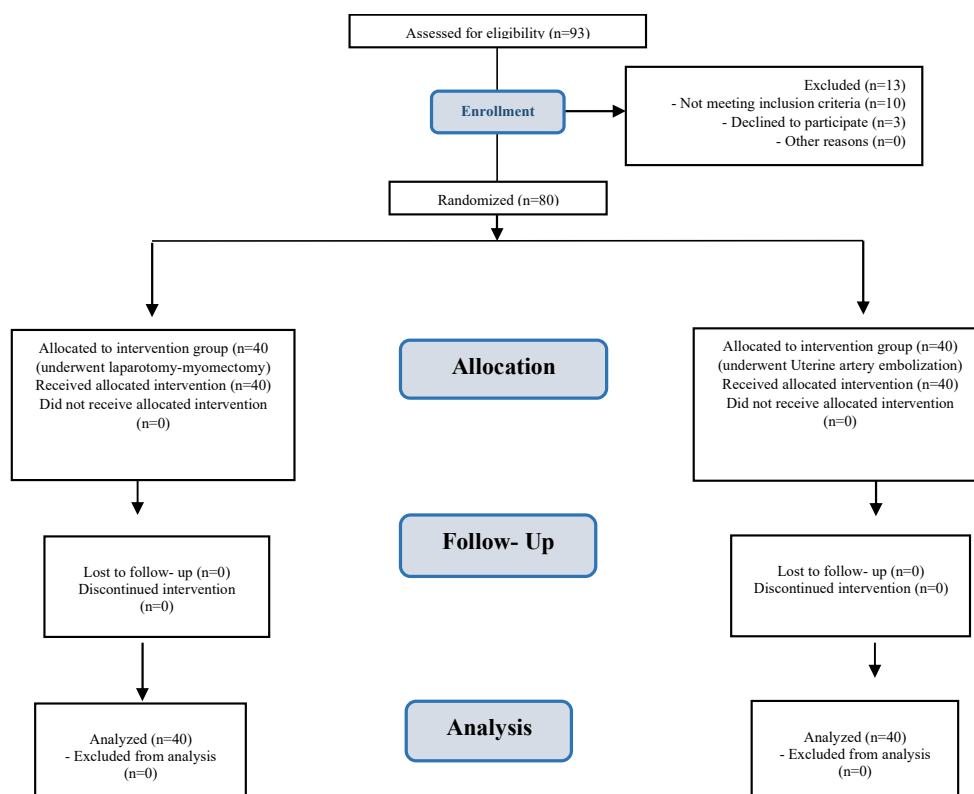 Assessed for eligibility (n=93)
Excluded (n=13)
- Not meeting inclusion criteria (n=10)
- Declined to participate (n=3)
- Other reasons (n=0)
Enrollment
Randomized (n=80)
Allocated to intervention group (n=40
(underwent laparotomy-myomectomy)
Received allocated intervention (n=40)
Did not receive allocated intervention
(n=0)
Allocation
Allocated to intervention group (n=40)
(underwent Uterine artery embolization)
Received allocated intervention (n=40)
Did not receive allocated intervention
(n=0)
Lost to follow- up (n=0)
Discontinued intervention
(n=0)
Follow- Up
Lost to follow- up (n=0)
Discontinued intervention (n=0)
Analyzed (n=40)
- Excluded from analysis
(n=0)
Analysis
Analyzed (n=40)
- Excluded from analysis
(n=0)